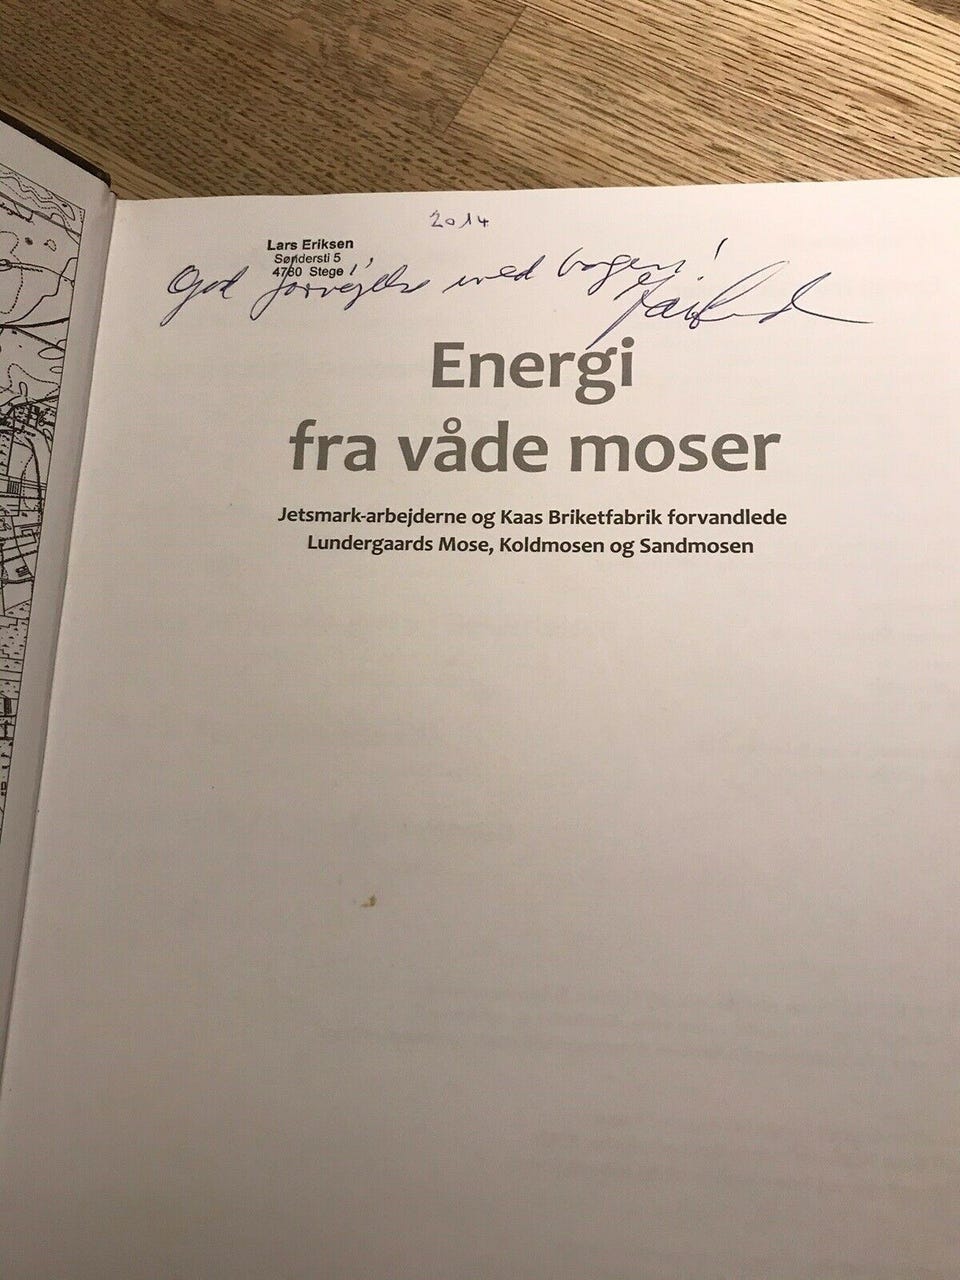 2014
Lars Eriksen
Søndersti 5
4780 Stege
God fornøjelse med bogen!
Energi
fra våde moser
Jetsmark-arbejderne og Kaas Briketfabrik forvandlede
Lundergaards Mose, Koldmosen og Sandmosen